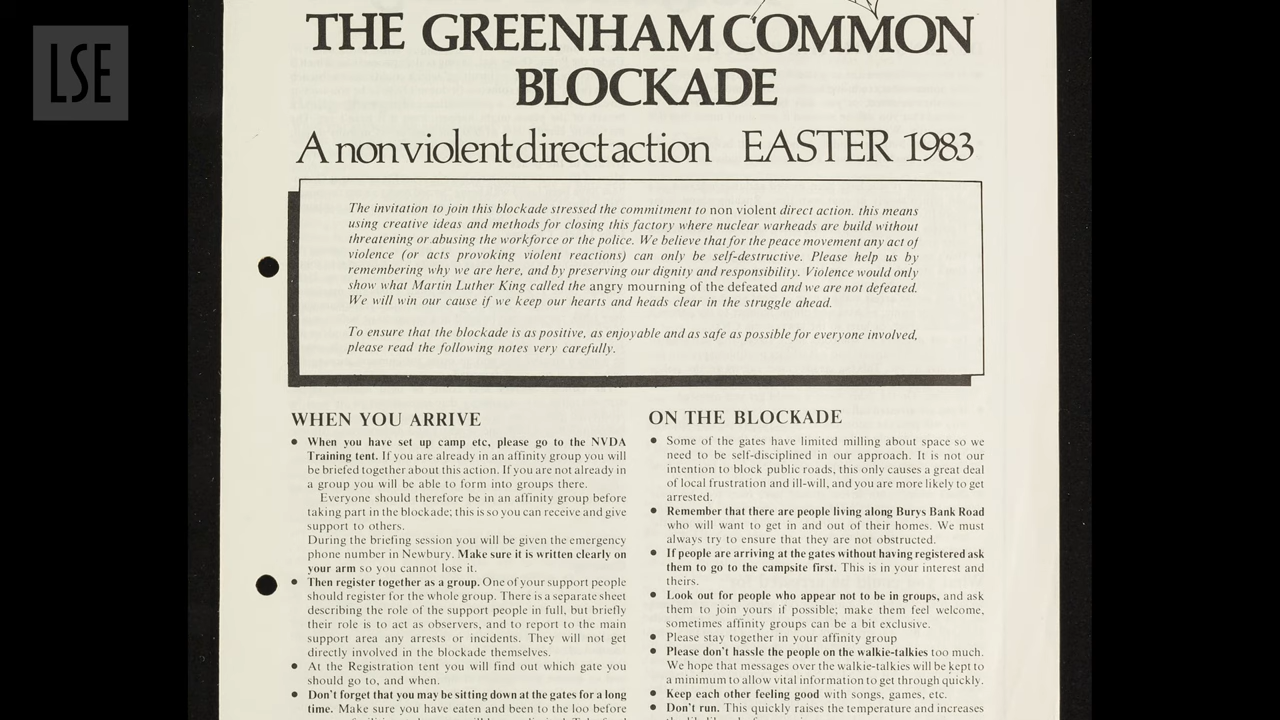 LSE
THE GREENHAM COMMON
BLOCKADE
A non violent direct action EASTER 1983
The invitation to join this blockade stressed the commitment to non violent direct action. this means
using creative ideas and methods for closing this factory where nuclear warheads are build without
threatening or abusing the workforce or the police. We believe that for the peace movement any act of
violence (or acts provoking violent reactions) can only be self-destructive. Please help us by
remembering why we are here, and by preserving our dignity and responsibility. Violence would only
show what Martin Luther King called the angry mourning of the defeated and we are not defeated.
We will win our cause if we keep our hearts and heads clear in the struggle ahead.
To ensure that the blockade is as positive, as enjoyable and as safe as possible for everyone involved,
please read the following notes very carefully.
WHEN YOU ARRIVE
• When you have set up camp etc, please go to the NVDA
Training tent. If you are already in an affinity group you will
be briefed together about this action. If you are not already in
a group you will be able to form into groups there.
Everyone should therefore be in an affinity group before
taking part in the blockade; this is so you can receive and give
support to others.
During the briefing session you will be given the emergency
phone number in Newbury. Make sure it is written clearly on
your arm so you cannot lose it.
• Then register together as a group. One of your support people
should register for the whole group. There is a separate sheet
describing the role of the support people in full, but briefly
their role is to act as observers, and to report to the main
support area any arrests or incidents. They will not get
directly involved in the blockade themselves.
• At the Registration tent you will find out which gate you
should go to, and when.
• Don't forget that you may be sitting down at the gates for a long
time. Make sure you have eaten and been to the loo before
ON THE BLOCKADE
• Some of the gates have limited milling about space so we
need to be self-disciplined in our approach. It is not our
intention to block public roads, this only causes a great deal
of local frustration and ill-will, and you are more likely to get
arrested.
• Remember that there are people living along Burys Bank Road
who will want to get in and out of their homes. We must
always try to ensure that they are not obstructed.
• If people are arriving at the gates without having registered ask
them to go to the campsite first. This is in your interest and
theirs.
• Look out for people who appear not to be in groups, and ask
them to join yours if possible; make them feel welcome,
sometimes affinity groups can be a bit exclusive.
• Please stay together in your affinity group
• Please don't hassle the people on the walkie-talkies too much.
We hope that messages over the walkie-talkies will be kept to
a minimum to allow vital information to get through quickly.
• Keep each other feeling good with songs, games, etc.
• Don't run. This quickly raises the temperature and increases